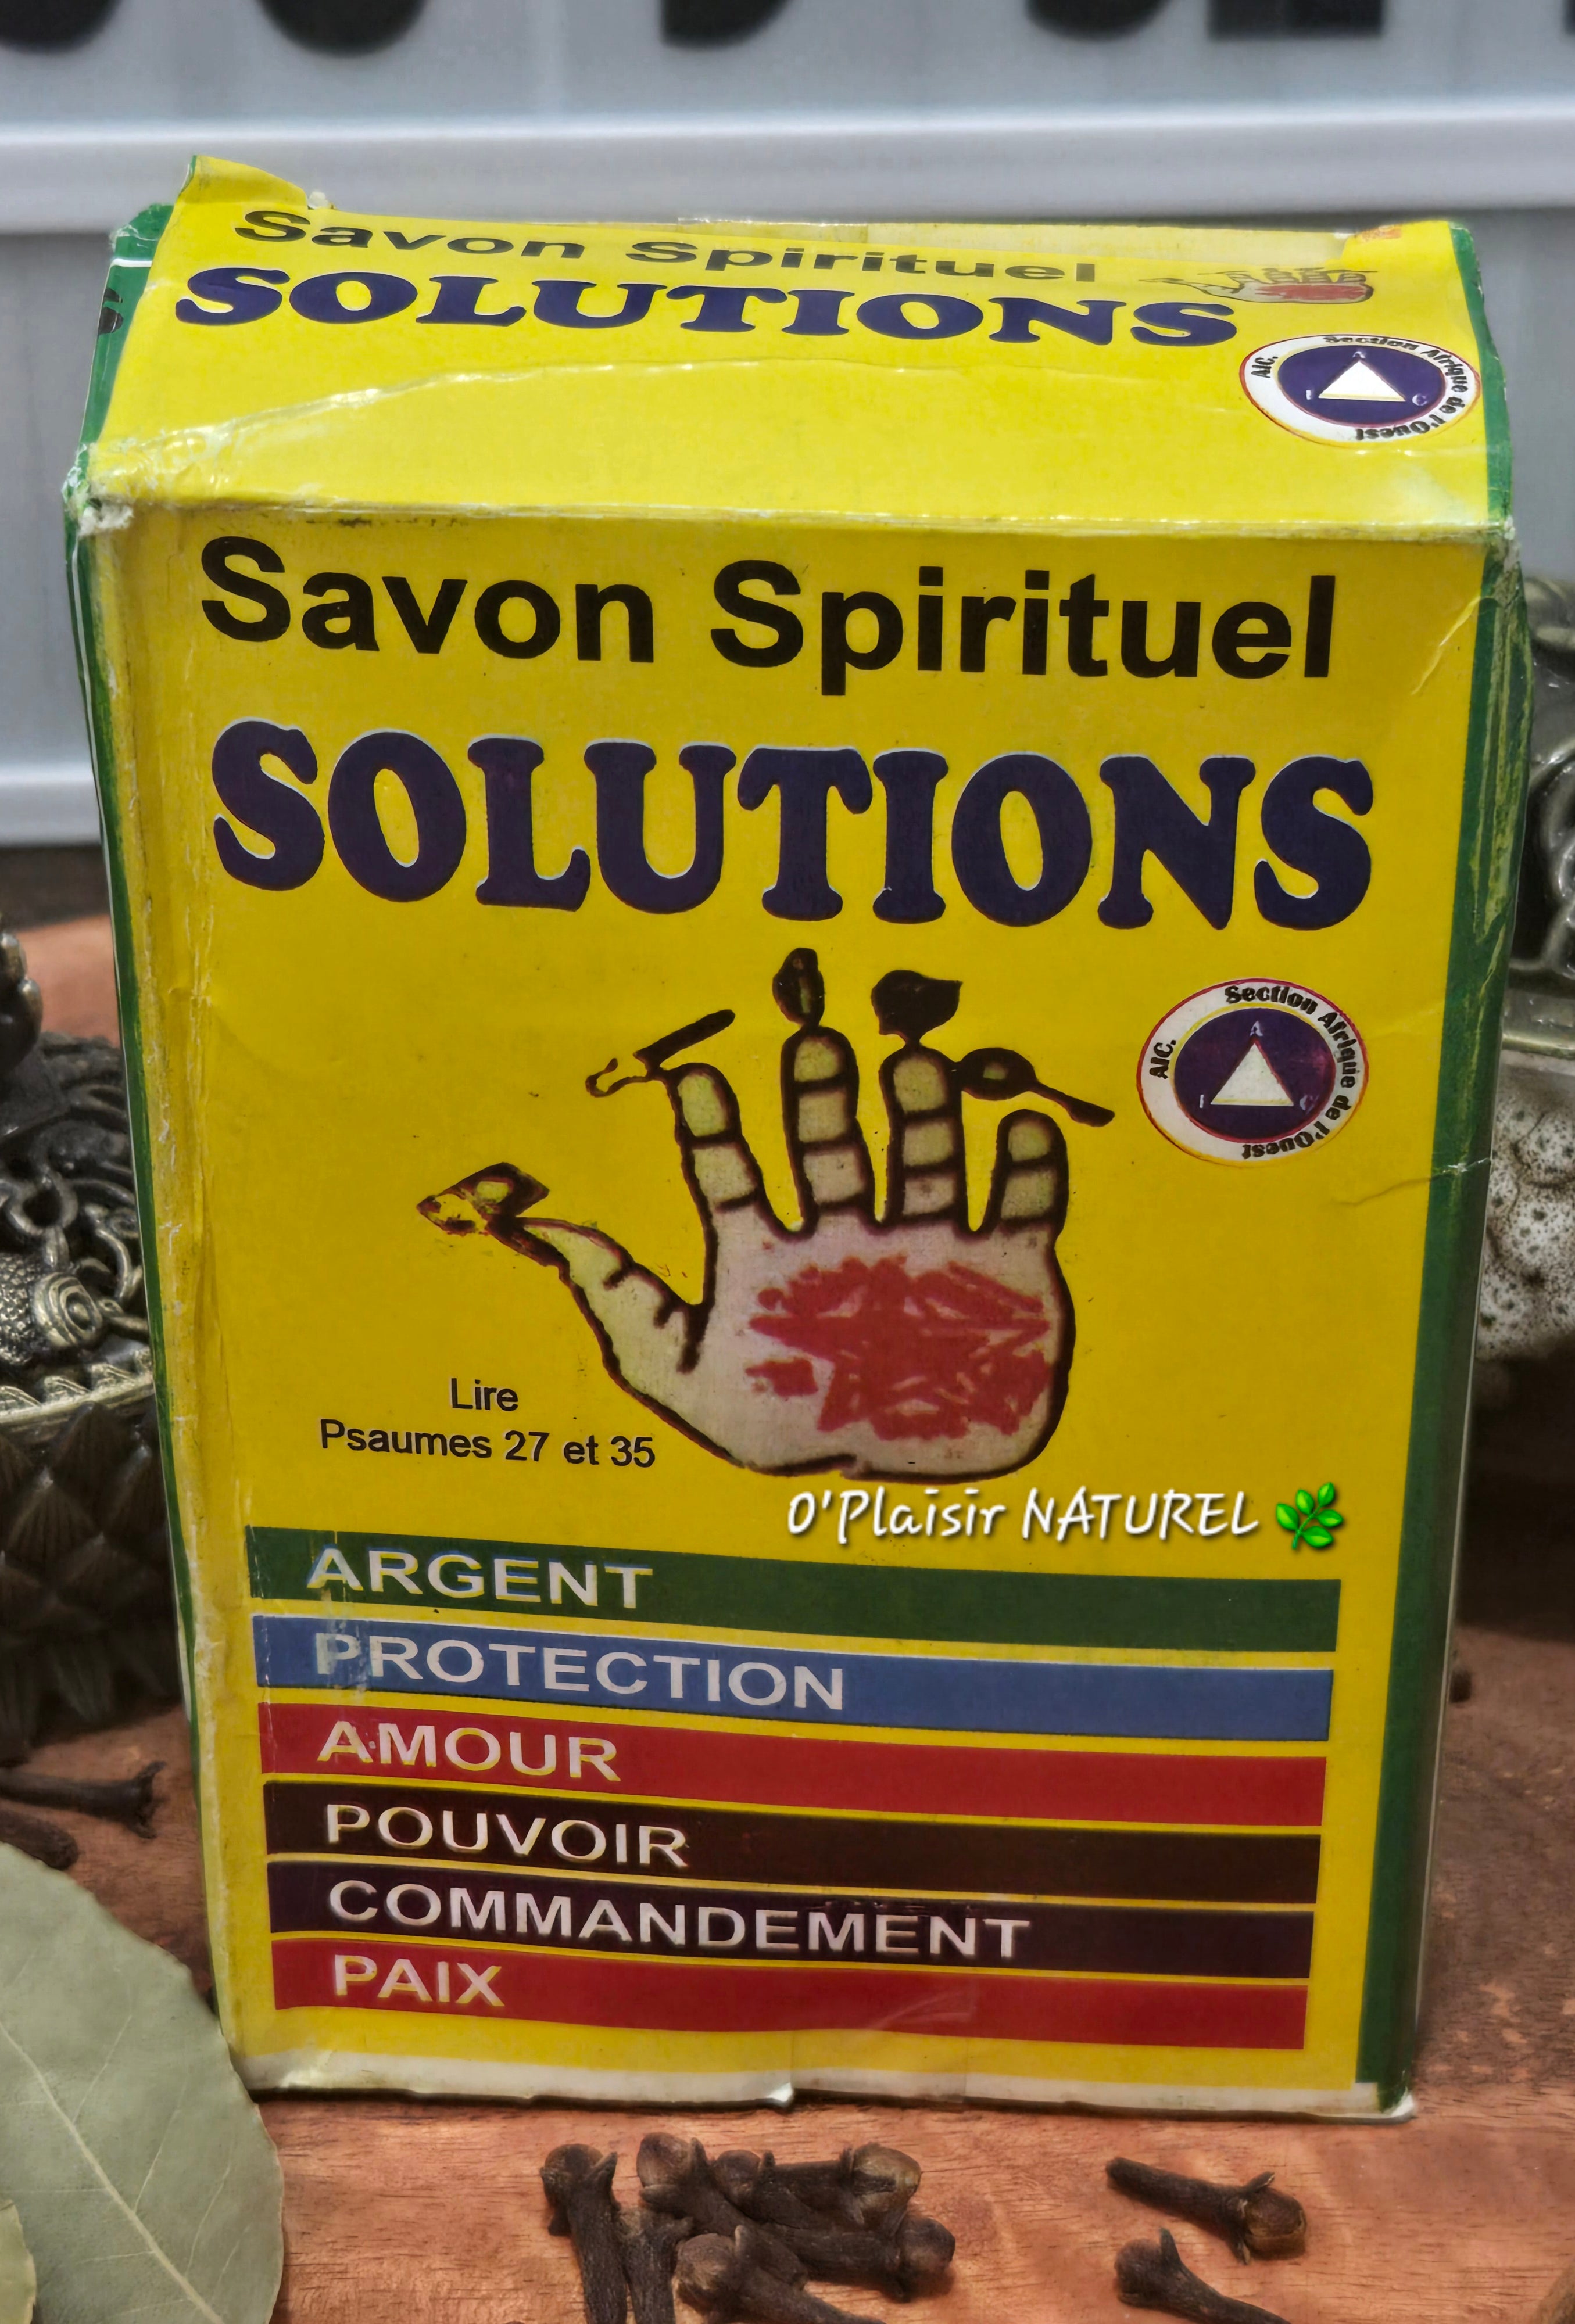 Savon Spirituel
SOLUTIONS
AIC. Section Afrique de l'Ouest
A
I C
Savon Spirituel
SOLUTIONS
AIC. Section Afrique de l'Ouest
A
I C
Lire
Psaumes 27 et 35
O'Plaisir NATUREL
ARGENT
PROTECTION
AMOUR
POUVOIR
COMMANDEMENT
PAIX